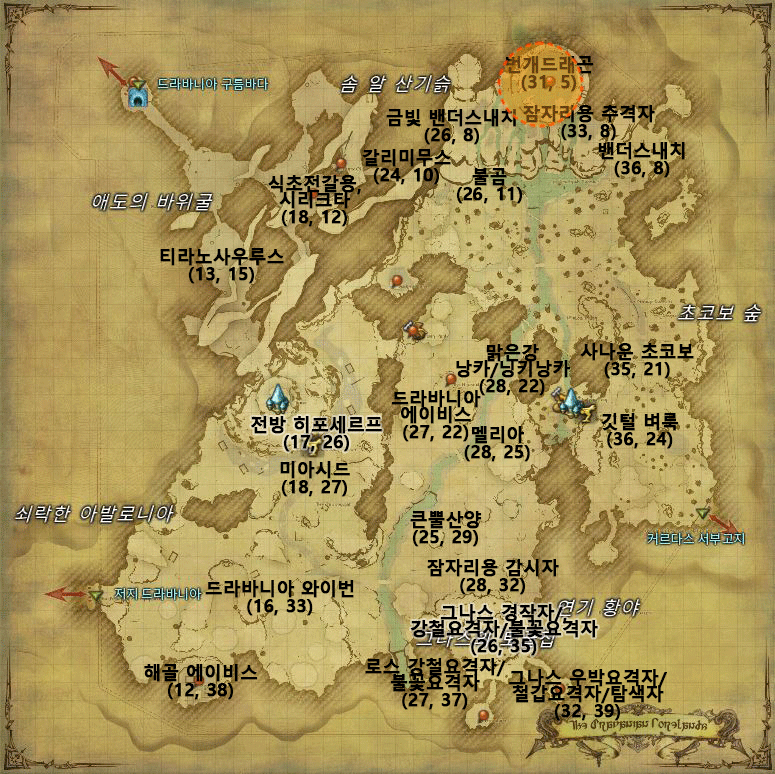 번개드래곤
(31, 5)
솜 알 산기슭
드라바니아 구름바다
금빛 밴더스내치
(26, 8)
잠자리용 추격자
(33, 8)
갈리미무스
(24, 10)
밴더스내치
(36, 8)
불곰
(26, 11)
식초전갈용,
시리크타
(18, 12)
애도의 바위굴
티라노사우루스
(13, 15)
초코보 숲
맑은강
낭카/닝키낭카
(28, 22)
사나운 초코보
(35, 21)
드라바니아
에이비스
(27, 22)
전방 히포세르프
(17, 26)
멜리아
(28, 25)
깃털 벼룩
(36, 24)
미아시드
(18, 27)
쇠락한 아발로니아
큰뿔산양
(25, 29)
커르다스 서부고지
잠자리용 감시자
(28, 32)
저지 드라바니아
드라바니야 와이번
(16, 33)
연기 황야
그나스 경작자/
강철요격자/불꽃요격자
(26, 35)
해골 에이비스
(12, 38)
로스 강철요격자/
불꽃요격자
(27, 37)
그나스 우박요격자/
철갑요격자/탐색자
(32, 39)
The Dravanian Forelands